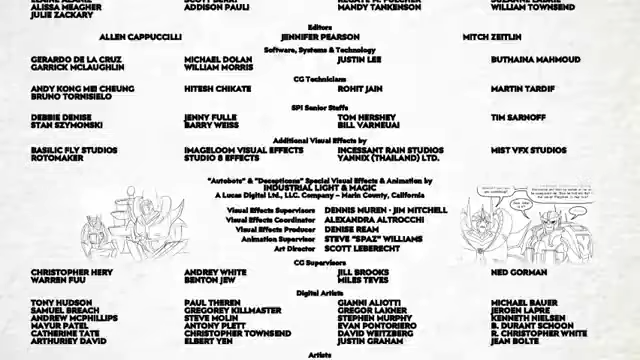 ALISSA MEAGHER ADDISON PAULI MANDY TANKENSON WILLIAM TOWNSEND
JULIE ZACKARY
Editors
ALLEN CAPPUCCILLI JENNIFER PEARSON MITCH ZEITLIN
Software, Systems & Technology
GERARDO DE LA CRUZ MICHAEL DOLAN JUSTIN LEE BUTHAINA MAHMOUD
GARRICK MCLAUGHLIN WILLIAM MORRIS
CG Technicians
ANDY KONG MEI CHEUNG HITESH CHIKATE ROHIT JAIN MARTIN TARDIF
BRUNO TORNISIELO
SPI Senior Staffs
DEBBIE DENISE JENNY FULLE TOM HERSHEY TIM SARNOFF
STAN SZYMONSKI BARRY WEISS BILL VARNEUAI
Additional Visual Effects by
BASILIC FLY STUDIOS IMAGELOOM VISUAL EFFECTS INCESSANT RAIN STUDIOS MIST VFX STUDIOS
ROTOMAKER STUDIO 8 EFFECTS YANNIX (THAILAND) LTD.
"Autobots" & "Decepticons" Special Visual Effects & Animation by
INDUSTRIAL LIGHT & MAGIC
A Lucas Digital Ltd., LLC. Company – Marin County, California
Visual Effects Supervisors DENNIS MUREN · JIM MITCHELL
Visual Effects Coordinator ALEXANDRA ALTROCCHI
Visual Effects Producer DENISE REAM
Animation Supervisor STEVE "SPAZ" WILLIAMS
Art Director SCOTT LEBERECHT
CG Supervisors
CHRISTOPHER HERY ANDREY WHITE JILL BROOKS NED GORMAN
WARREN FUU BENTON JEW MILES TEVES
Digital Artists
TONY HUDSON PAUL THEREN GIANNI ALIOTTI MICHAEL BAUER
SAMUEL BREACH GREGOREY KILLMASTER GREGOR LAKNER JEROEN LAPRE
ANDREW MCPHILLIPS STEVE MOLIN STEPHEN MURPHY KENNETH NIELSEN
MAYUR PATEL ANTONY PLETT EVAN PONTORIERO B. DURANT SCHOON
CATHERINE TATE CHRISTOPHER TOWNSEND DAVID WEITZBERG R. CHRISTOPHER WHITE
ARTHURIEY DAVID ELBERT YEN JUSTIN GRAHAM JEAN BOLTE
Artists